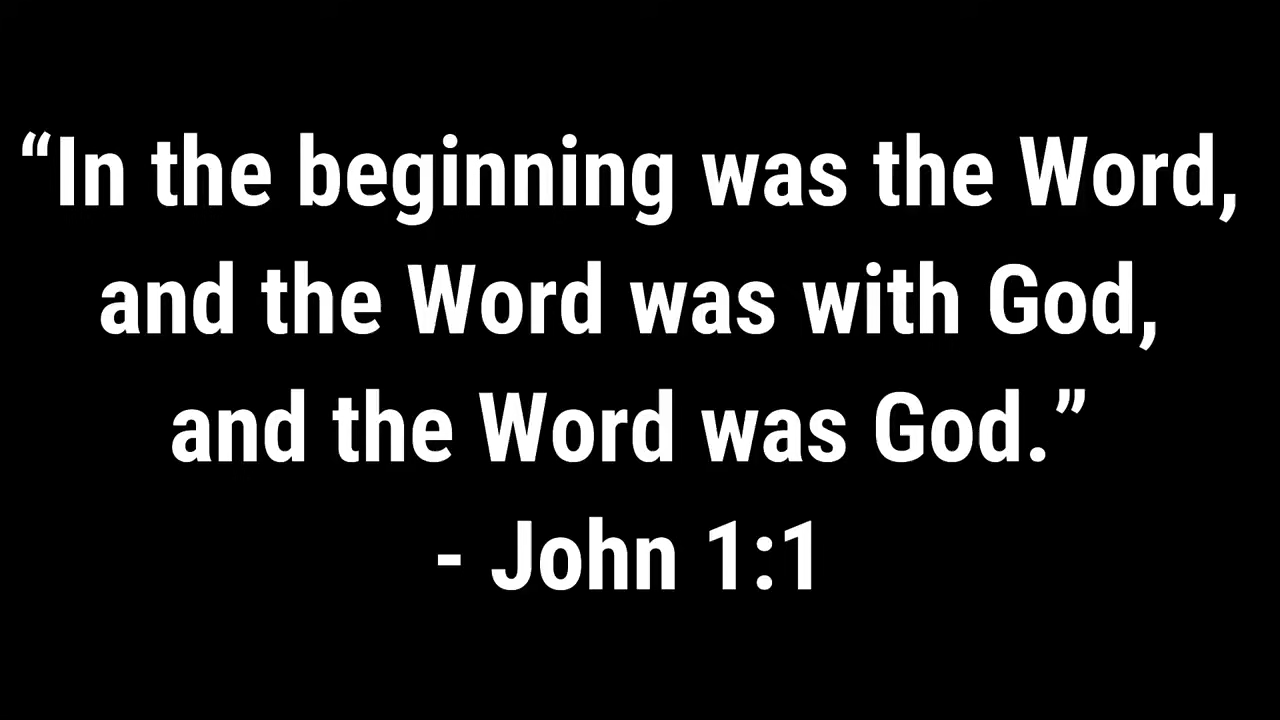 “In the beginning was the Word,
and the Word was with God,
and the Word was God.”
- John 1:1